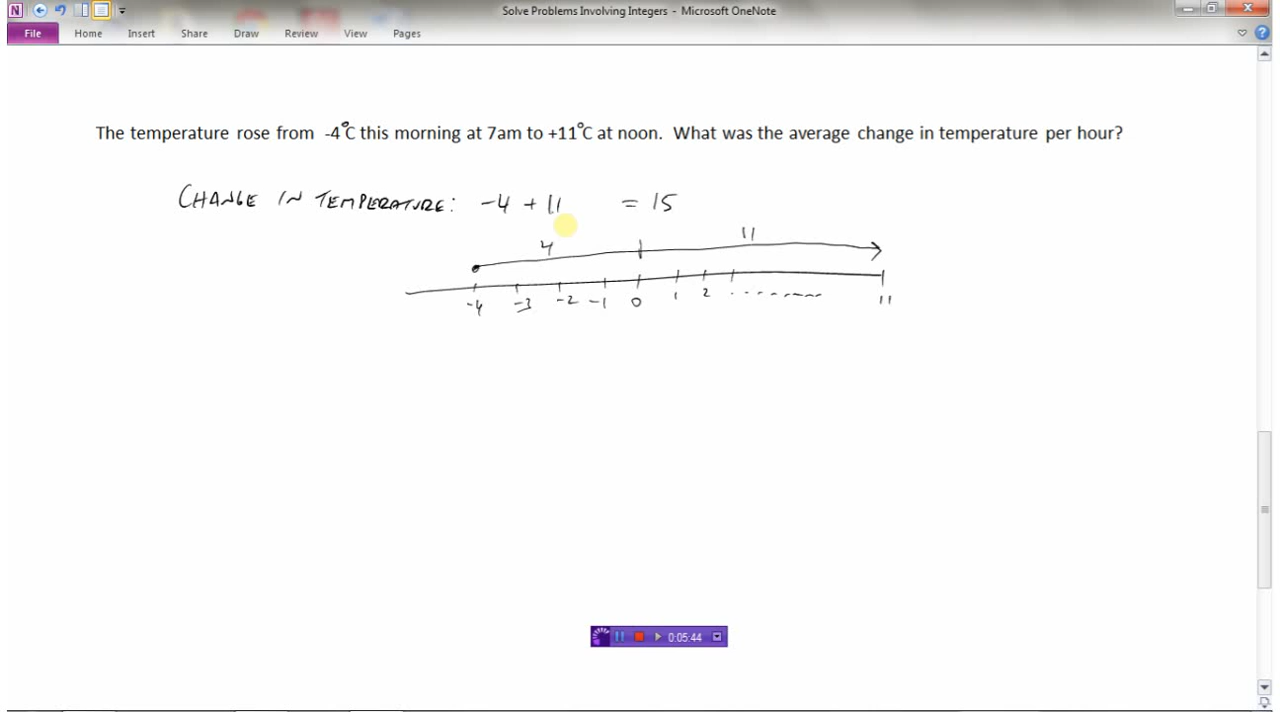 Solve Problems Involving Integers - Microsoft OneNote
File Home Insert Share Draw Review View Pages
The temperature rose from -4°C this morning at 7am to +11°C at noon. What was the average change in temperature per hour?
CHANGE IN TEMPERATURE: -4 + 11 = 15
4 11
-4 -3 -2 -1 0 1 2 ......... 11
0:05:44